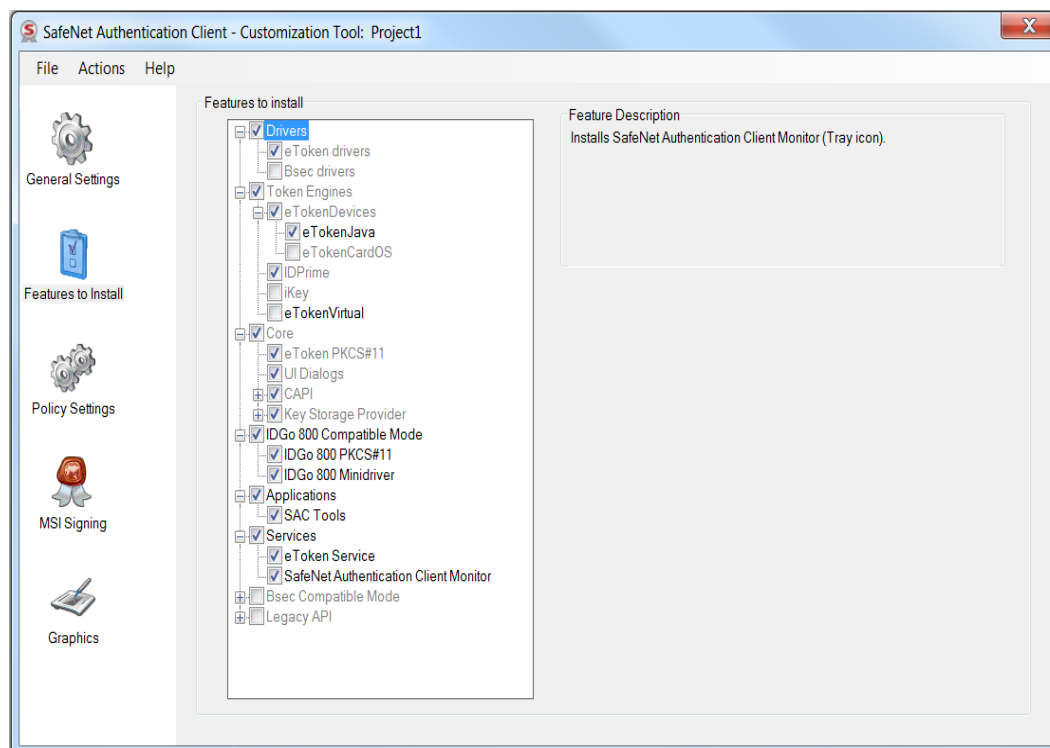 SafeNet Authentication Client - Customization Tool: Project1
X
File Actions Help
General Settings
Features to Install
Policy Settings
MSI Signing
Graphics
Features to install
Drivers
eToken drivers
Bsec drivers
Token Engines
eTokenDevices
eTokenJava
eTokenCardOS
IDPrime
iKey
eTokenVirtual
Core
eToken PKCS#11
UI Dialogs
CAPI
Key Storage Provider
IDGo 800 Compatible Mode
IDGo 800 PKCS#11
IDGo 800 Minidriver
Applications
SAC Tools
Services
eToken Service
SafeNet Authentication Client Monitor
Bsec Compatible Mode
Legacy API
Feature Description
Installs SafeNet Authentication Client Monitor (Tray icon).